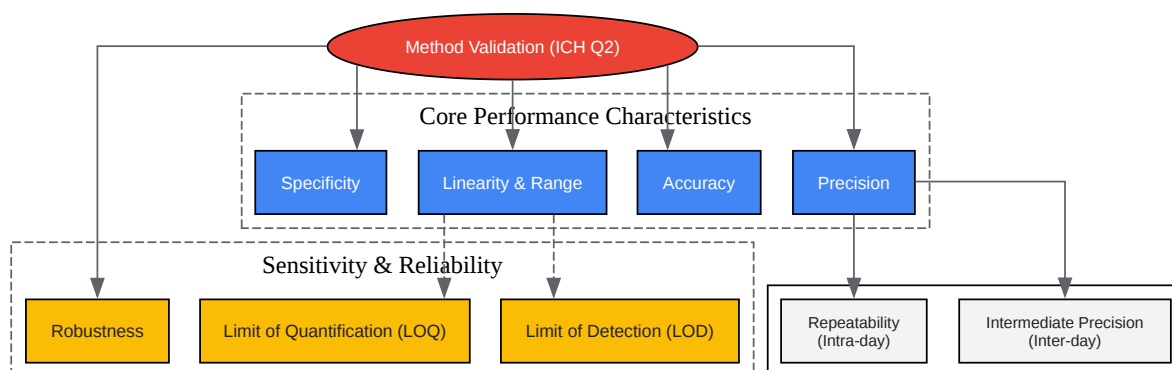 Method Validation (ICH Q2)
Core Performance Characteristics
Specificity
Linearity & Range
Accuracy
Precision
Sensitivity & Reliability
Robustness
Limit of Quantification (LOQ)
Limit of Detection (LOD)
Repeatability
(Intra-day)
Intermediate Precision
(Inter-day)